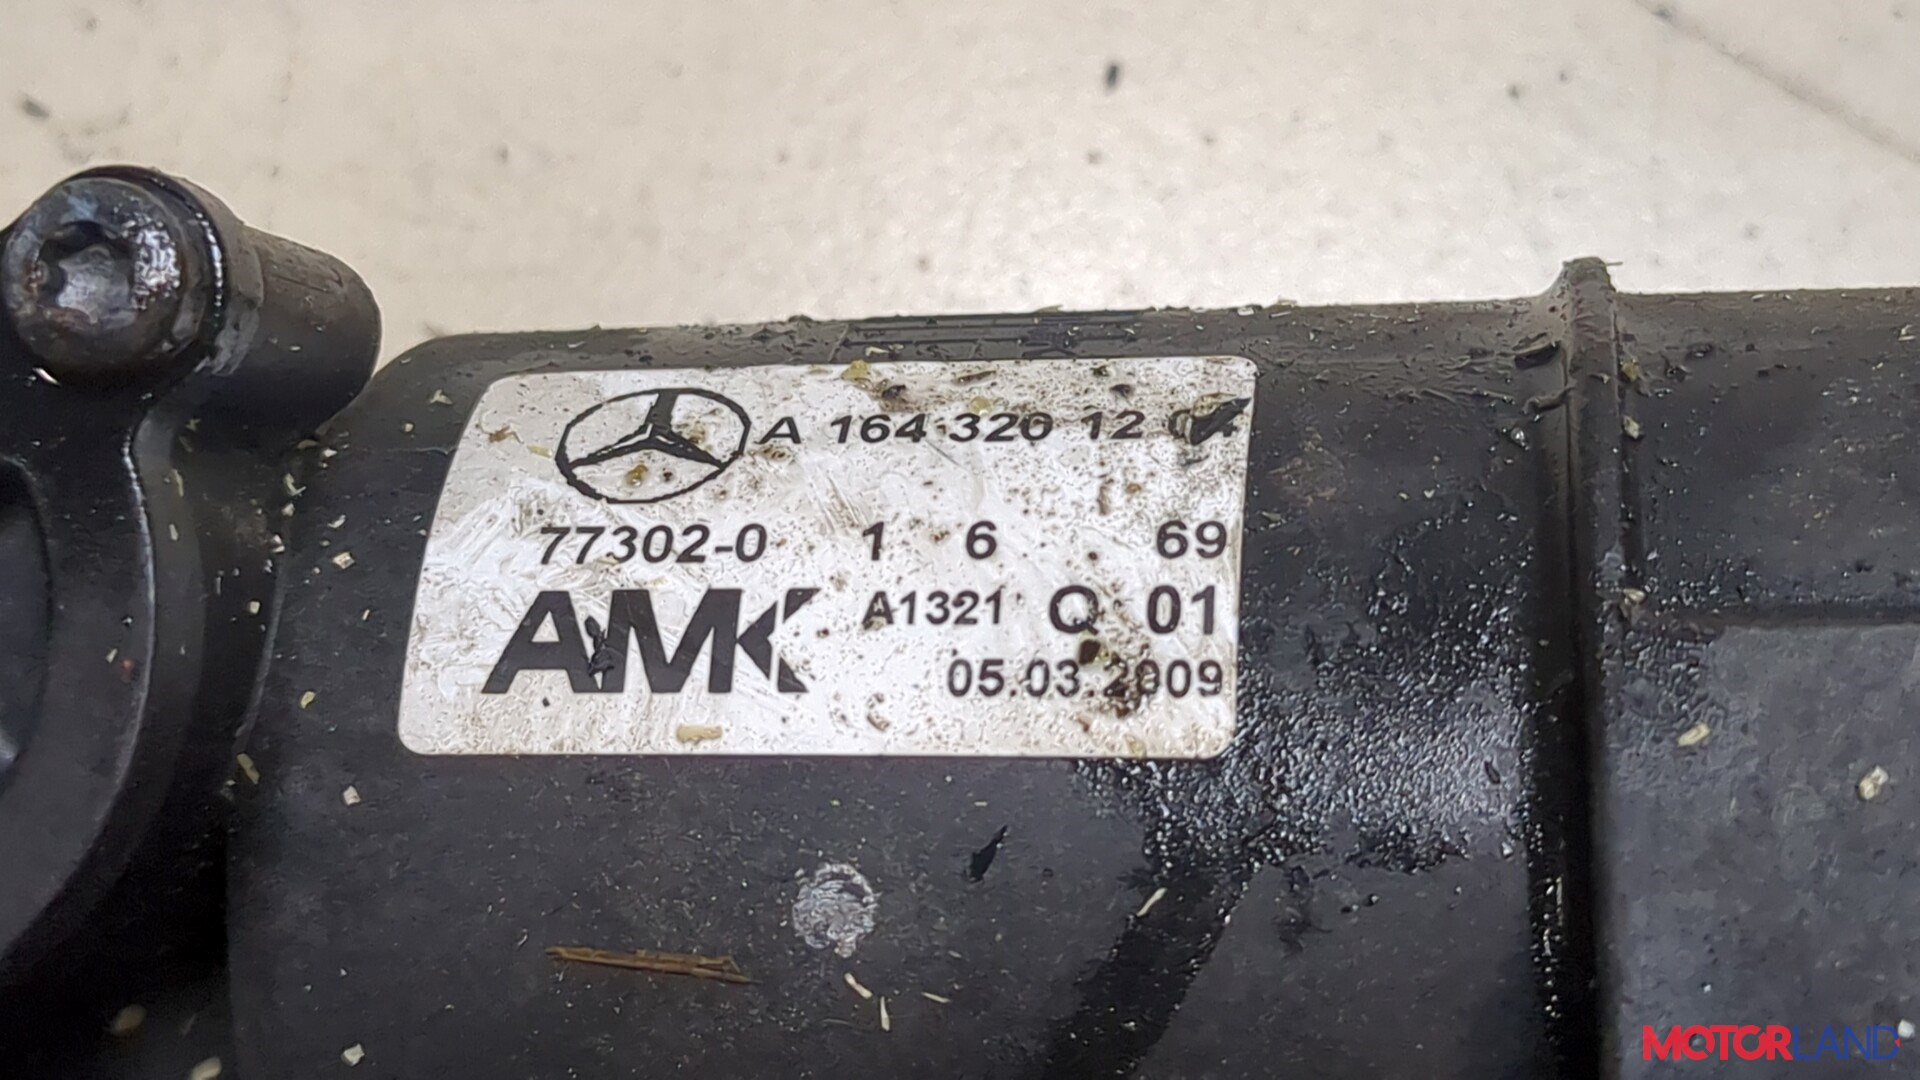 A 164 320 12
77302-0 1 6 69
AMK A1321 Q 01
05.03.2009
MOTORLAND